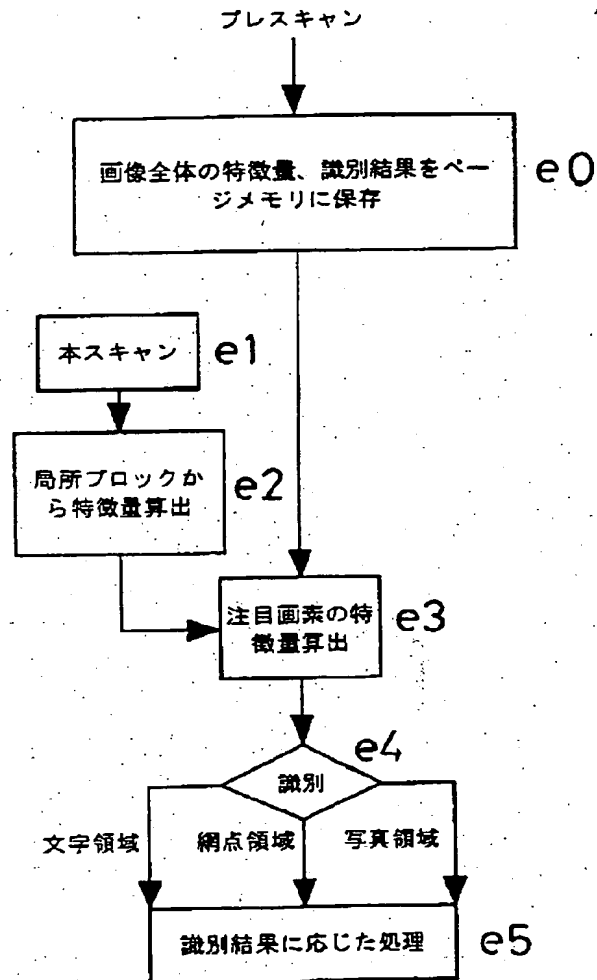 プレスキャン
画像全体の特徴量、識別結果をペー
ジメモリに保存
e0
本スキャン
e1
局所ブロックか
ら特徴量算出
e2
注目画素の特
徴量算出
e3
e4
識別
文字領域
網点領域
写真領域
識別結果に応じた処理
e5